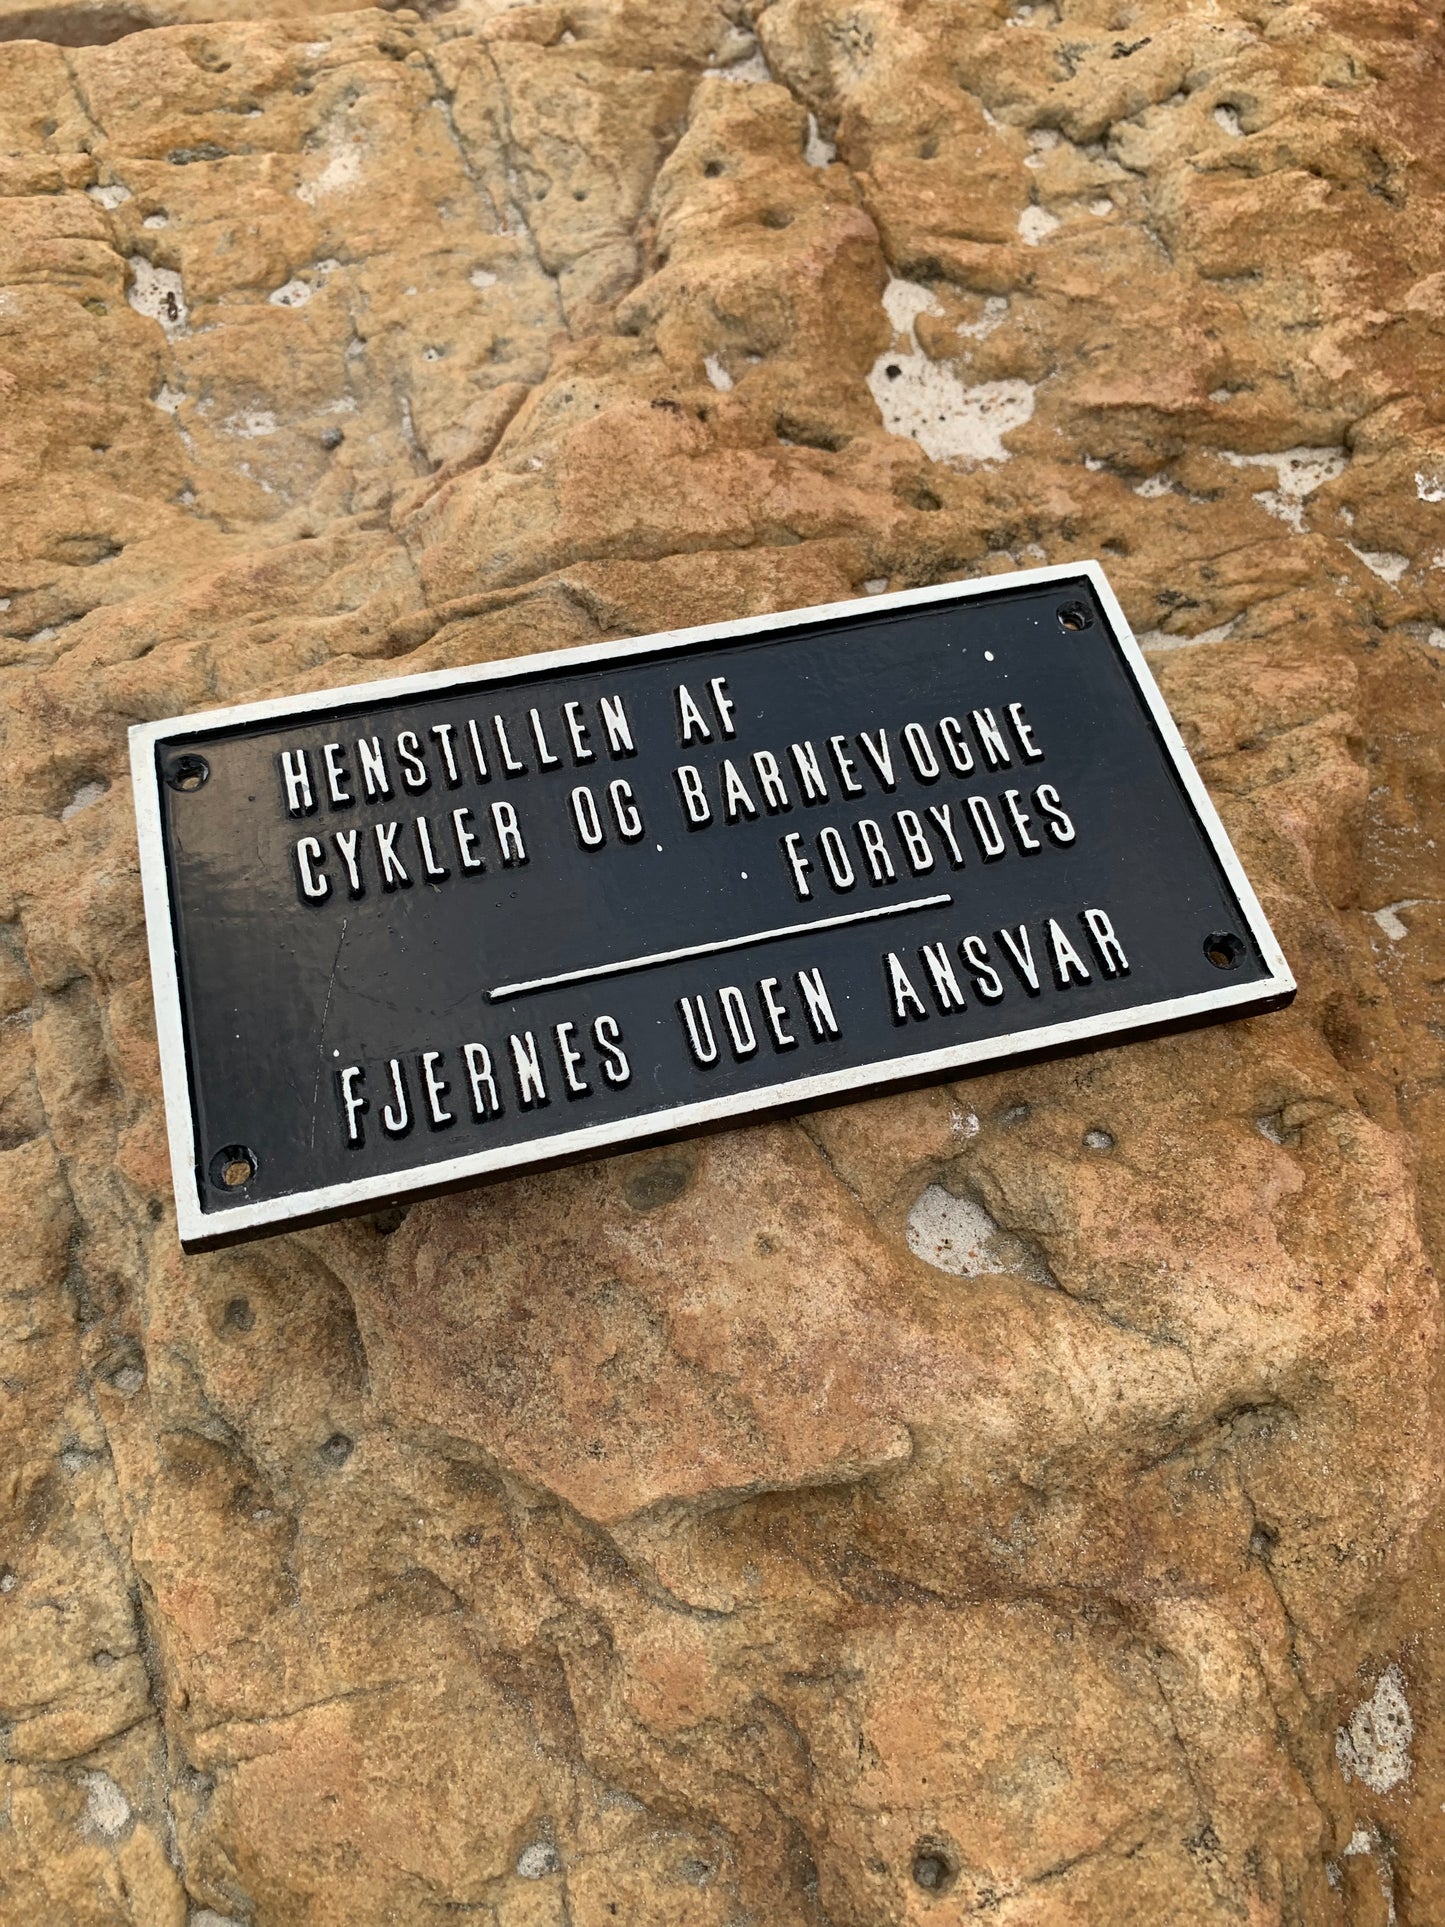 HENSTILLEN AF
CYKLER OG BARNEVOGNE
FORBYDES
FJERNES UDEN ANSVAR